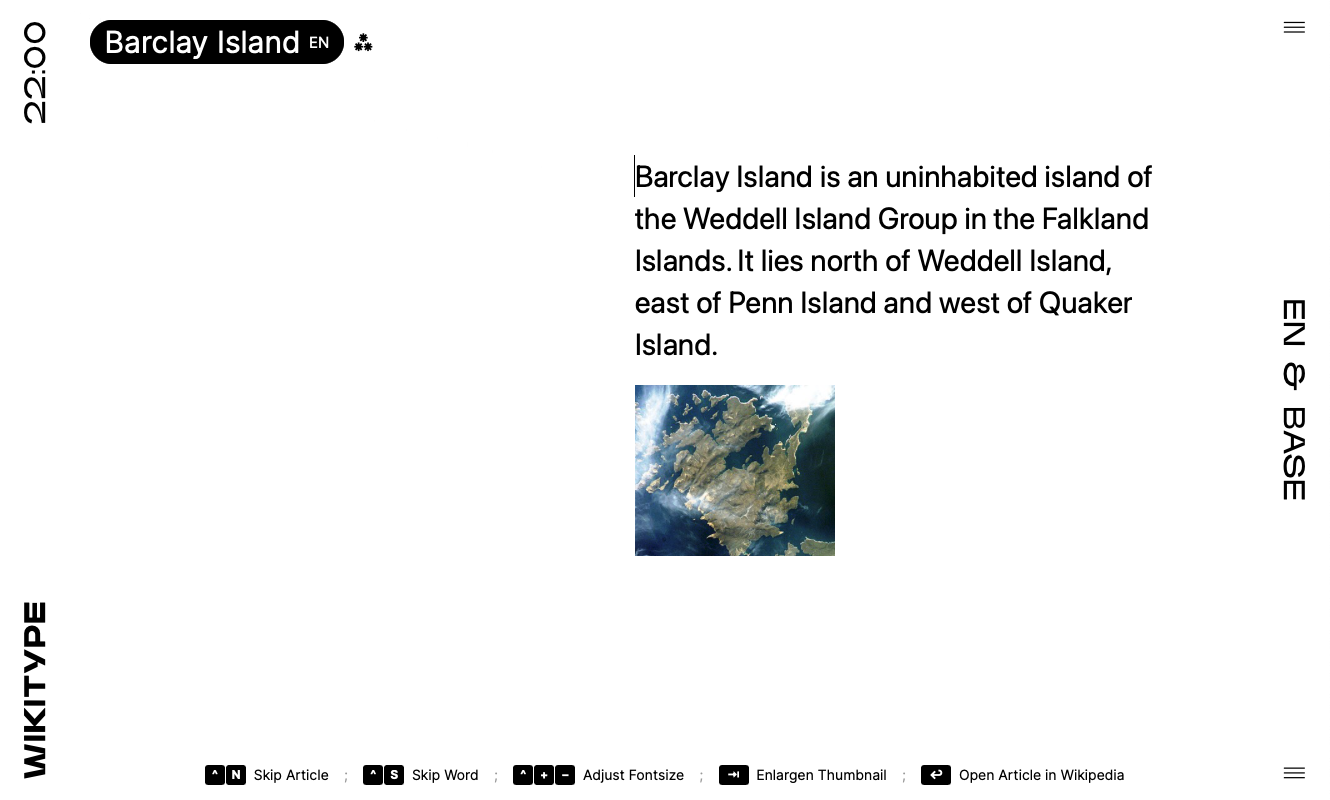 22:00
Barclay Island EN
Barclay Island is an uninhabited island of
the Weddell Island Group in the Falkland
Islands. It lies north of Weddell Island,
east of Penn Island and west of Quaker
Island.
EN & BASE
WIKITYPE
^ N Skip Article ; ^ S Skip Word ; ^ + − Adjust Fontsize ; ⇥ Enlargen Thumbnail ; ↩ Open Article in Wikipedia